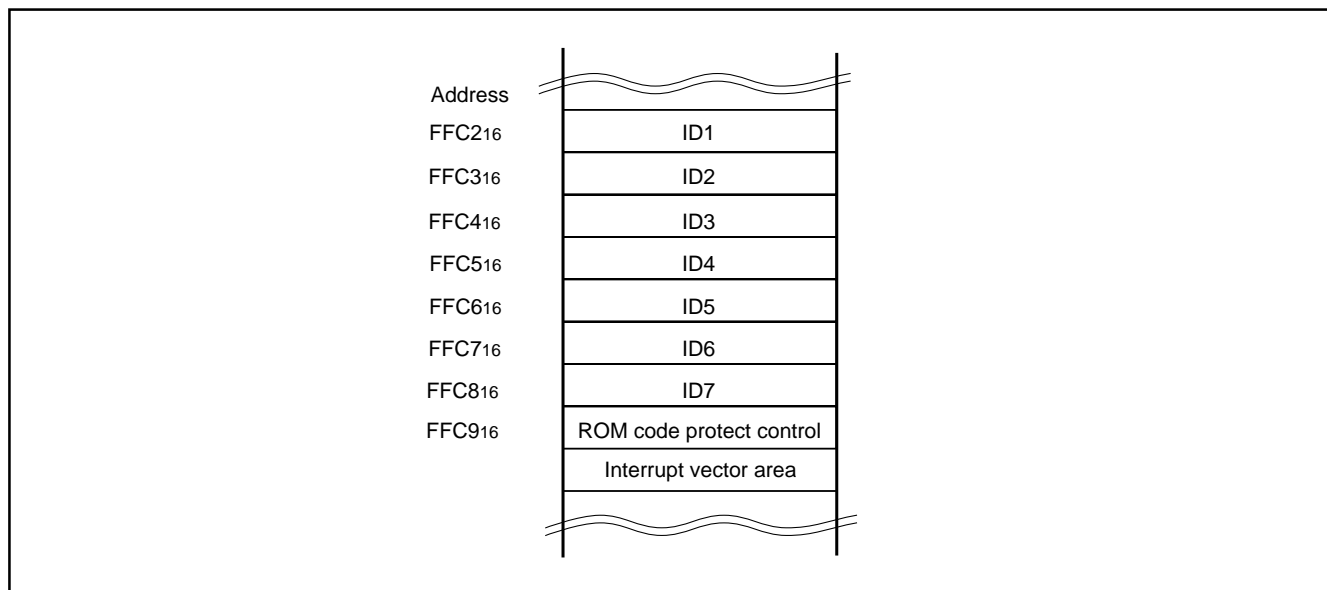 Address
FFC216 ID1
FFC316 ID2
FFC416 ID3
FFC516 ID4
FFC616 ID5
FFC716 ID6
FFC816 ID7
FFC916 ROM code protect control
Interrupt vector area